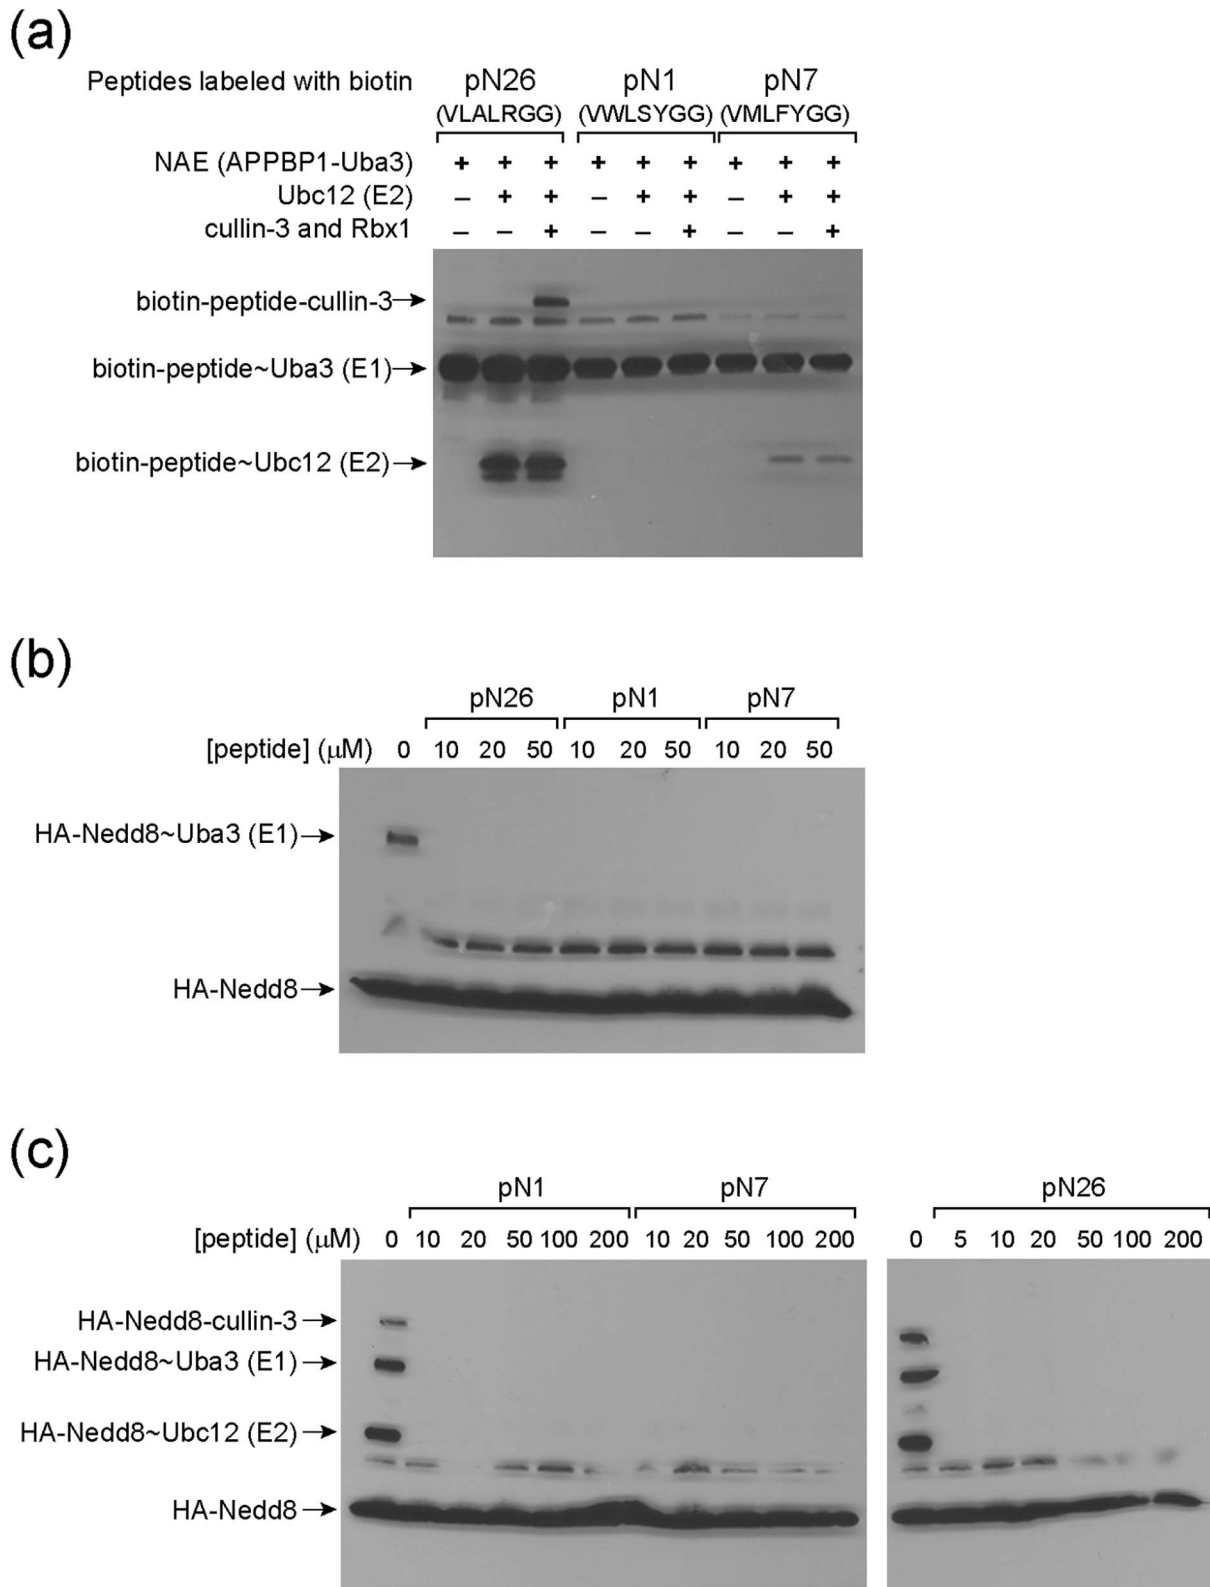 (a)
Peptides labeled with biotin pN26 pN1 pN7
(VLALRGG) (VWLSYGG) (VMLFYGG)
NAE (APPBP1-Uba3) + + + + + + + + +
Ubc12 (E2) – + + – + + – + +
cullin-3 and Rbx1 – – + – – + – – +
biotin-peptide-cullin-3
biotin-peptide~Uba3 (E1)
biotin-peptide~Ubc12 (E2)
(b)
pN26 pN1 pN7
[peptide] (μM) 0 10 20 50 10 20 50 10 20 50
HA-Nedd8~Uba3 (E1)
HA-Nedd8
(c)
pN1 pN7 pN26
[peptide] (μM) 0 10 20 50 100 200 10 20 50 100 200 0 5 10 20 50 100 200
HA-Nedd8-cullin-3
HA-Nedd8~Uba3 (E1)
HA-Nedd8~Ubc12 (E2)
HA-Nedd8